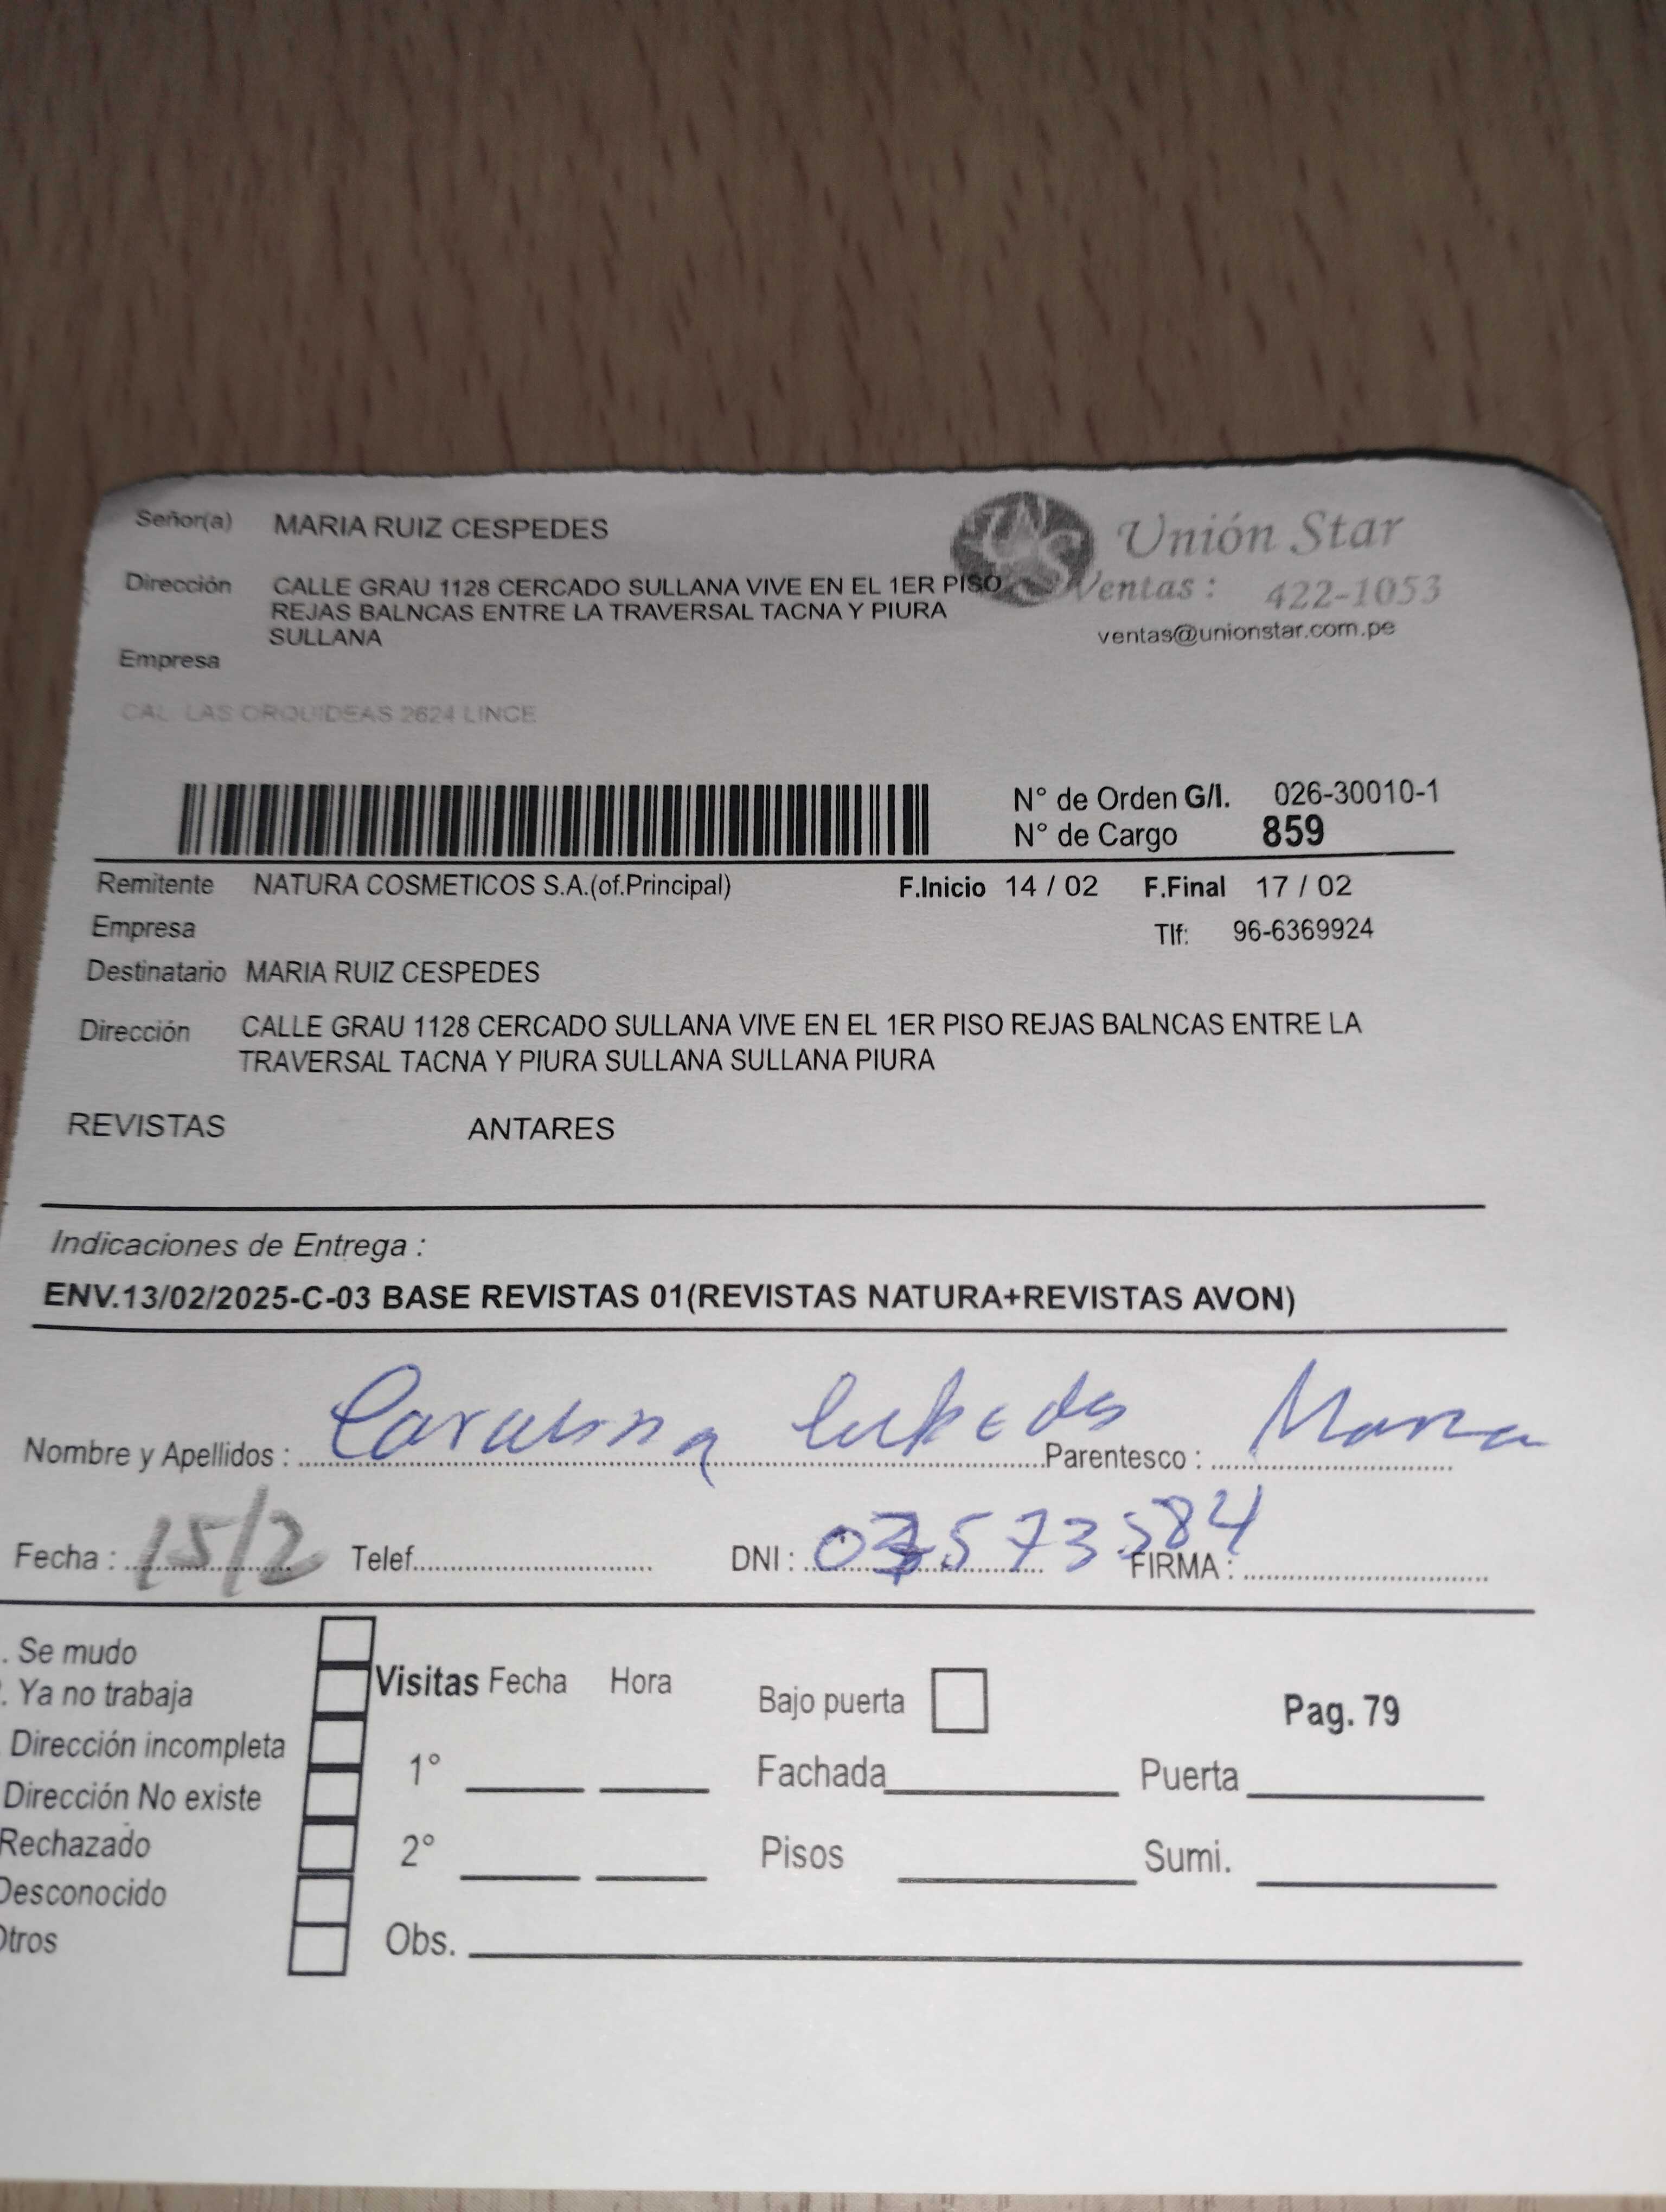 Señor(a) MARIA RUIZ CESPEDES
Unión Star
Dirección CALLE GRAU 1128 CERCADO SULLANA VIVE EN EL 1ER PISO
REJAS BALNCAS ENTRE LA TRAVERSAL TACNA Y PIURA
SULLANA
Ventas : 422-1053
ventas@unionstar.com.pe
Empresa
CAL LAS ORQUIDEAS 2624 LINCE
N° de Orden G/I. 026-30010-1
N° de Cargo 859
Remitente NATURA COSMETICOS S.A.(of.Principal) F.Inicio 14 / 02 F.Final 17 / 02
Empresa Tlf: 96-6369924
Destinatario MARIA RUIZ CESPEDES
Dirección CALLE GRAU 1128 CERCADO SULLANA VIVE EN EL 1ER PISO REJAS BALNCAS ENTRE LA
TRAVERSAL TACNA Y PIURA SULLANA SULLANA PIURA
REVISTAS ANTARES
Indicaciones de Entrega :
ENV.13/02/2025-C-03 BASE REVISTAS 01(REVISTAS NATURA+REVISTAS AVON)
Nombre y Apellidos : Parentesco :
Fecha : 15/2 Telef. DNI : FIRMA :
. Se mudo
. Ya no trabaja
Dirección incompleta
Dirección No existe
Rechazado
Desconocido
Otros
Visitas Fecha Hora
1°
2°
Obs.
Bajo puerta Pag. 79
Fachada Puerta
Pisos Sumi.